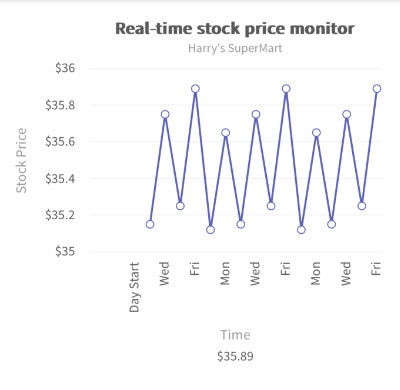 Real-time stock price monitor
Harry's SuperMart
$36
$35.8
$35.6
$35.4
$35.2
$35
Stock Price
Day Start
Wed
Fri
Mon
Wed
Fri
Mon
Wed
Fri
Time
$35.89